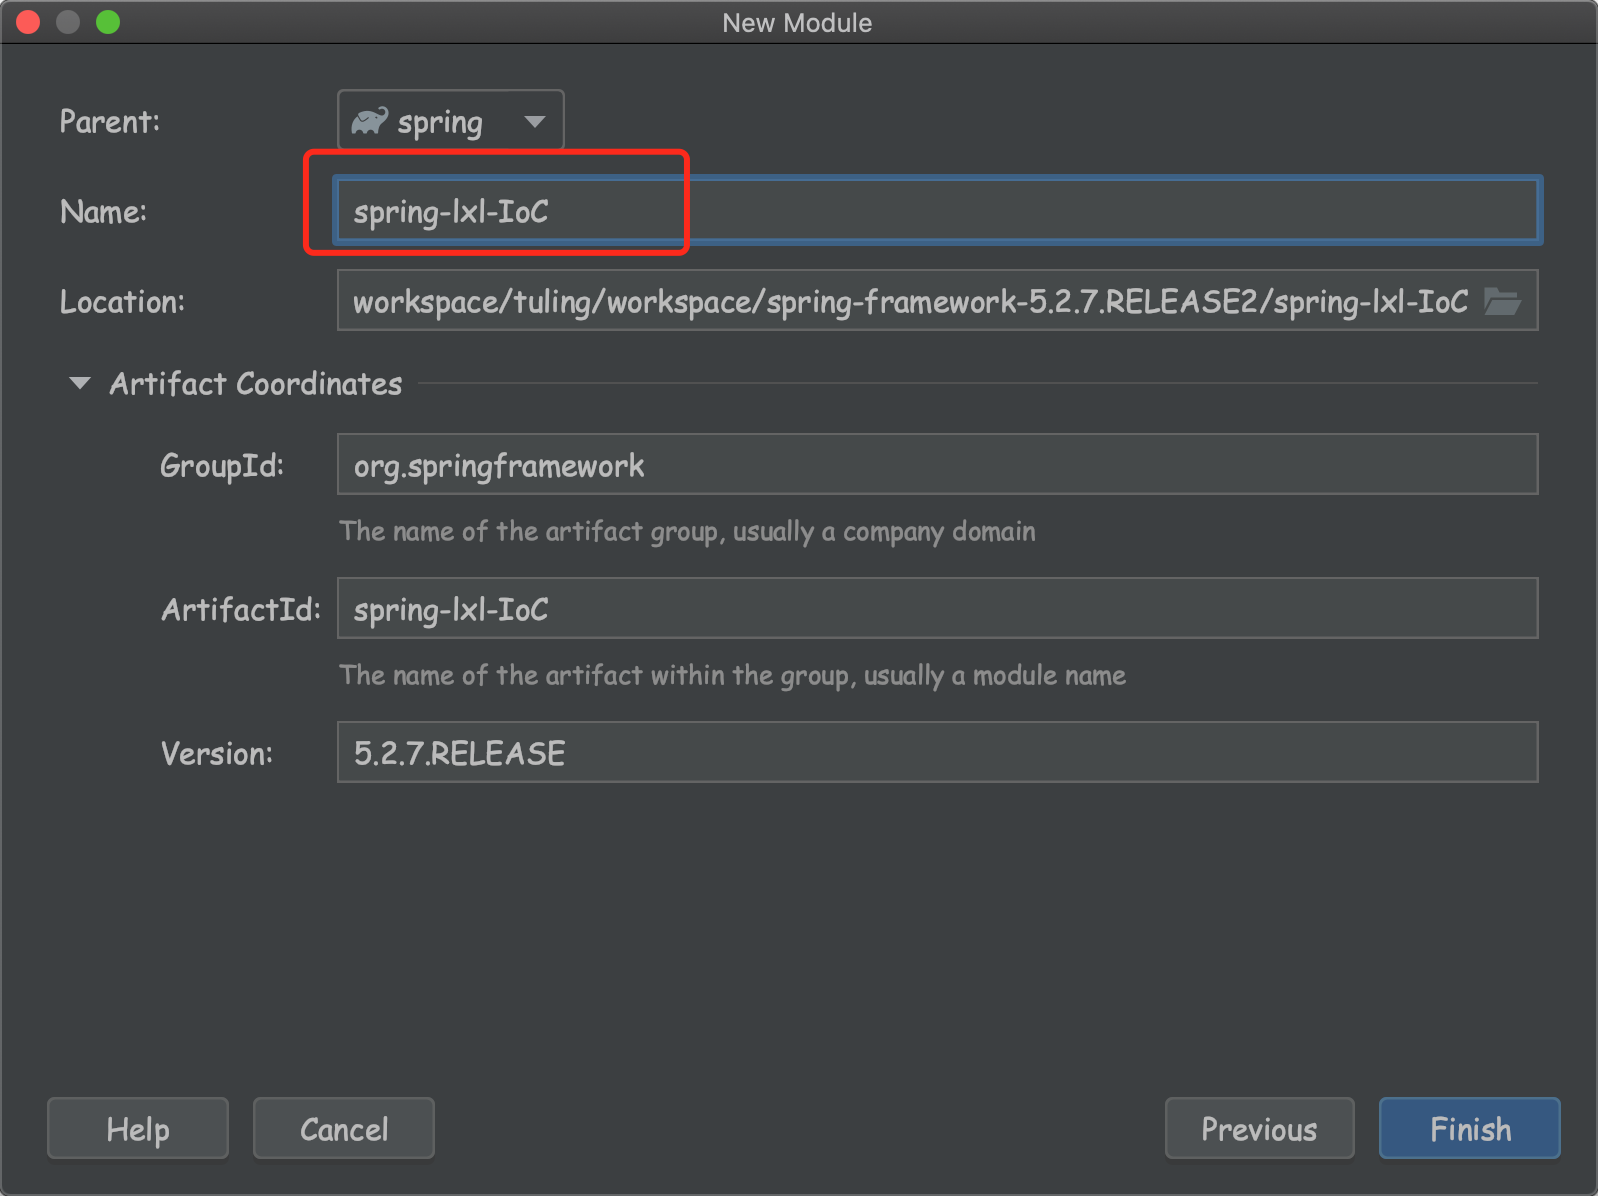 New Module
Parent: spring
Name: spring-lxl-IoC
Location: workspace/tuling/workspace/spring-framework-5.2.7.RELEASE2/spring-lxl-IoC
Artifact Coordinates
GroupId: org.springframework
The name of the artifact group, usually a company domain
ArtifactId: spring-lxl-IoC
The name of the artifact within the group, usually a module name
Version: 5.2.7.RELEASE
Help Cancel Previous Finish